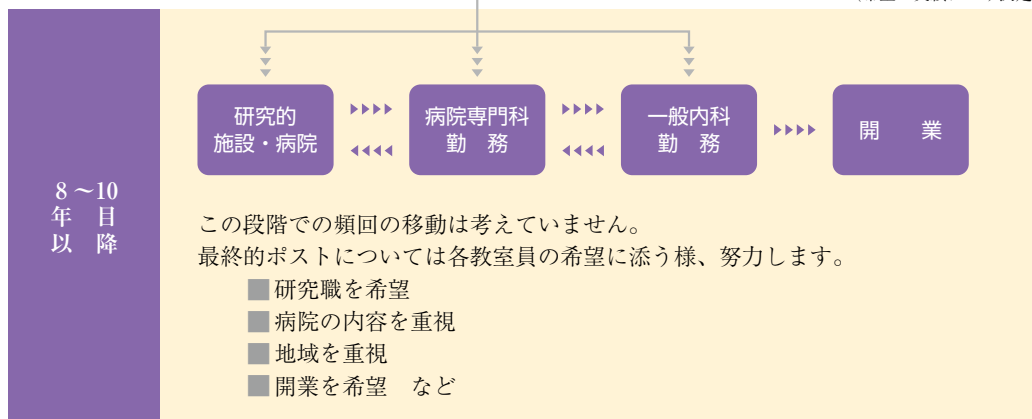 研究的
施設・病院
病院専門科
勤　務
一般内科
勤　務
開　　業
8～10
年　目
以　降
この段階での頻回の移動は考えていません。
最終的ポストについては各教室員の希望に添う様、努力します。
研究職を希望
病院の内容を重視
地域を重視
開業を希望　など